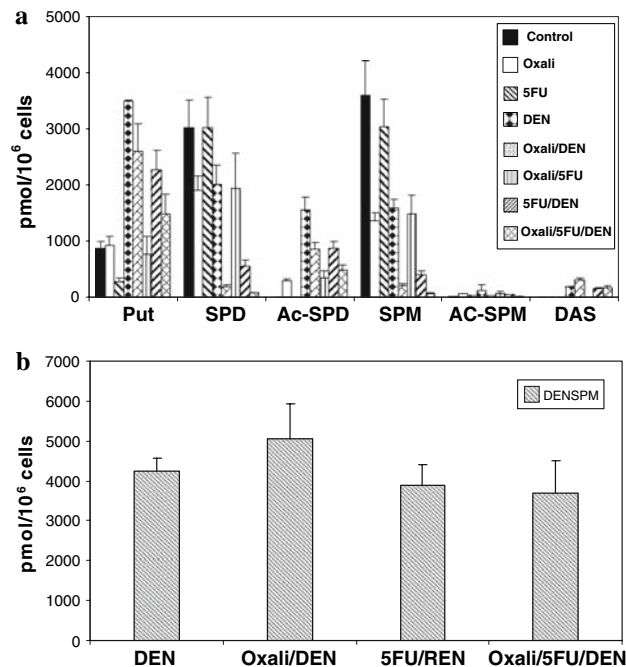 a
5000
4000
3000
2000
1000
0
pmol/10⁶ cells
Control
Oxali
5FU
DEN
Oxali/DEN
Oxali/5FU
5FU/DEN
Oxali/5FU/DEN
Put SPD Ac-SPD SPM AC-SPM DAS
b
7000
6000
5000
4000
3000
2000
1000
0
pmol/10⁶ cells
DENSPM
DEN Oxali/DEN 5FU/REN Oxali/5FU/DEN